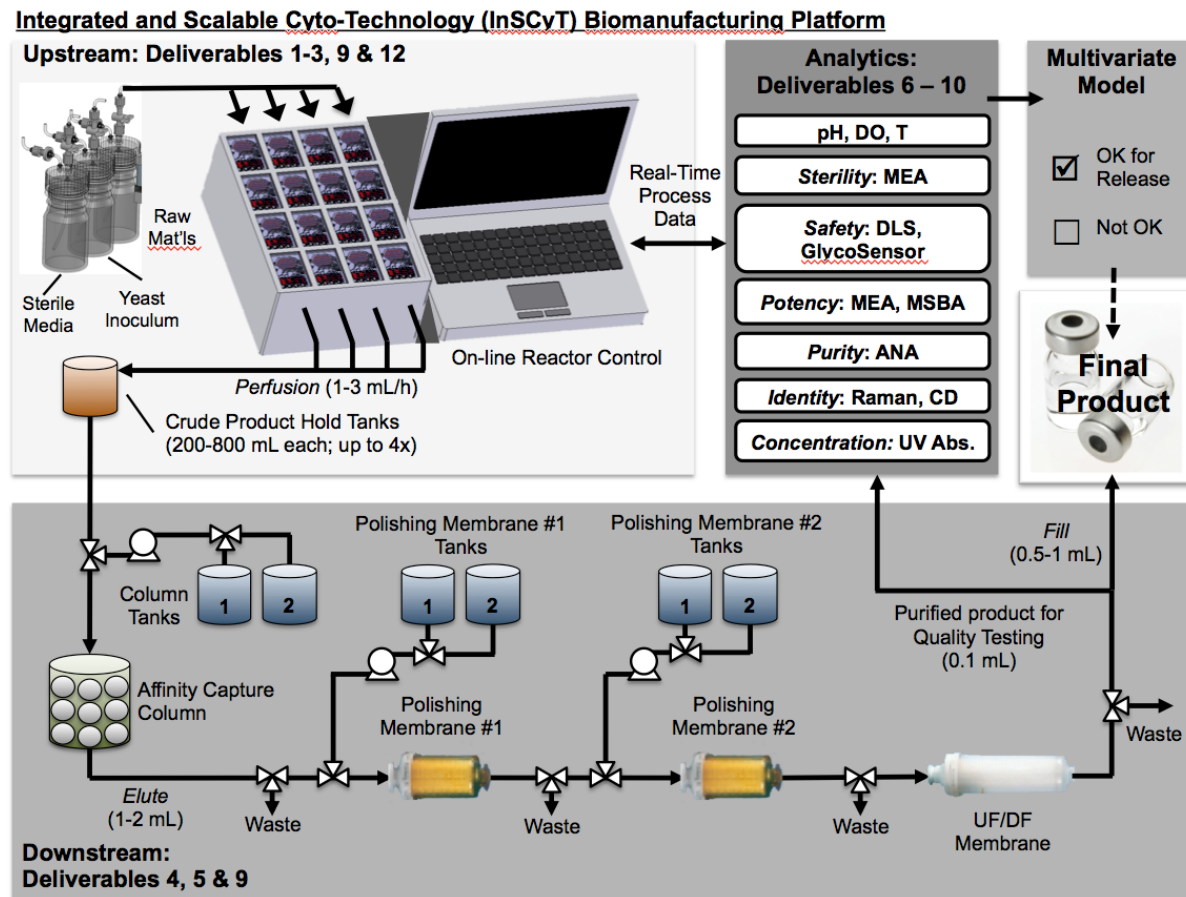 Integrated and Scalable Cyto-Technology (InSCyT) Biomanufacturing Platform
Upstream: Deliverables 1-3, 9 & 12
Raw
Mat'ls
Sterile
Media
Yeast
Inoculum
On-line Reactor Control
Perfusion (1-3 mL/h)
Crude Product Hold Tanks
(200-800 mL each; up to 4x)
Real-Time
Process
Data
Analytics:
Deliverables 6 – 10
pH, DO, T
Sterility: MEA
Safety: DLS,
GlycoSensor
Potency: MEA, MSBA
Purity: ANA
Identity: Raman, CD
Concentration: UV Abs.
Multivariate
Model
OK for
Release
Not OK
Final
Product
Column
Tanks
1
2
Polishing Membrane #1
Tanks
1
2
Polishing Membrane #2
Tanks
1
2
Fill
(0.5-1 mL)
Purified product for
Quality Testing
(0.1 mL)
Affinity Capture
Column
Polishing
Membrane #1
Polishing
Membrane #2
Waste
Elute
(1-2 mL)
Waste
Waste
Waste
UF/DF
Membrane
Downstream:
Deliverables 4, 5 & 9